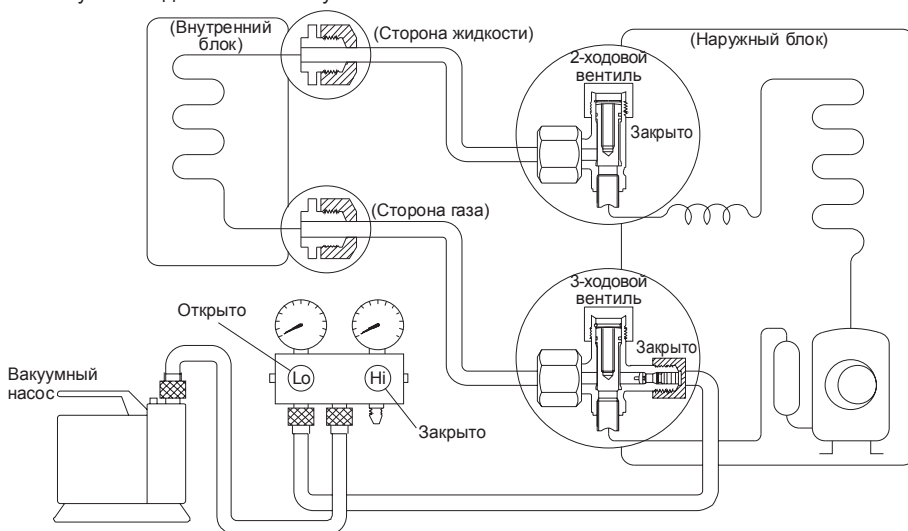 (Внутренний
блок)
(Сторона жидкости)
2-ходовой
вентиль
(Наружный блок)
Закрыто
(Сторона газа)
3-ходовой
вентиль
Открыто
Закрыто
Вакуумный
насос
Lo
Hi
Закрыто